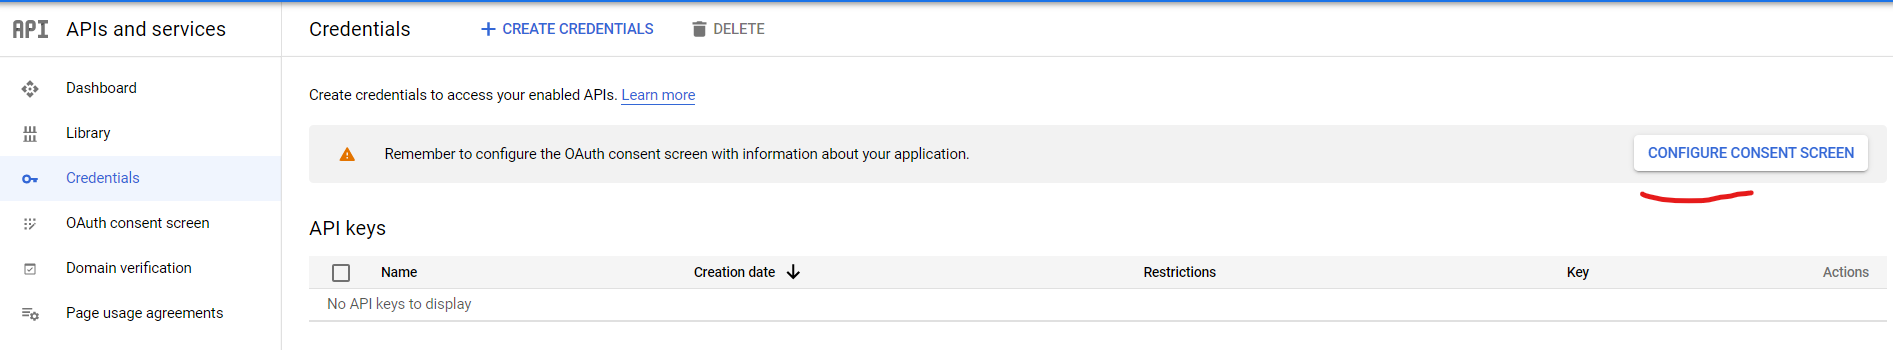 API APIs and services
Credentials
CREATE CREDENTIALS
DELETE
Dashboard
Library
Credentials
OAuth consent screen
Domain verification
Page usage agreements
Create credentials to access your enabled APIs. Learn more
Remember to configure the OAuth consent screen with information about your application.
CONFIGURE CONSENT SCREEN
API keys
Name Creation date Restrictions Key Actions
No API keys to display